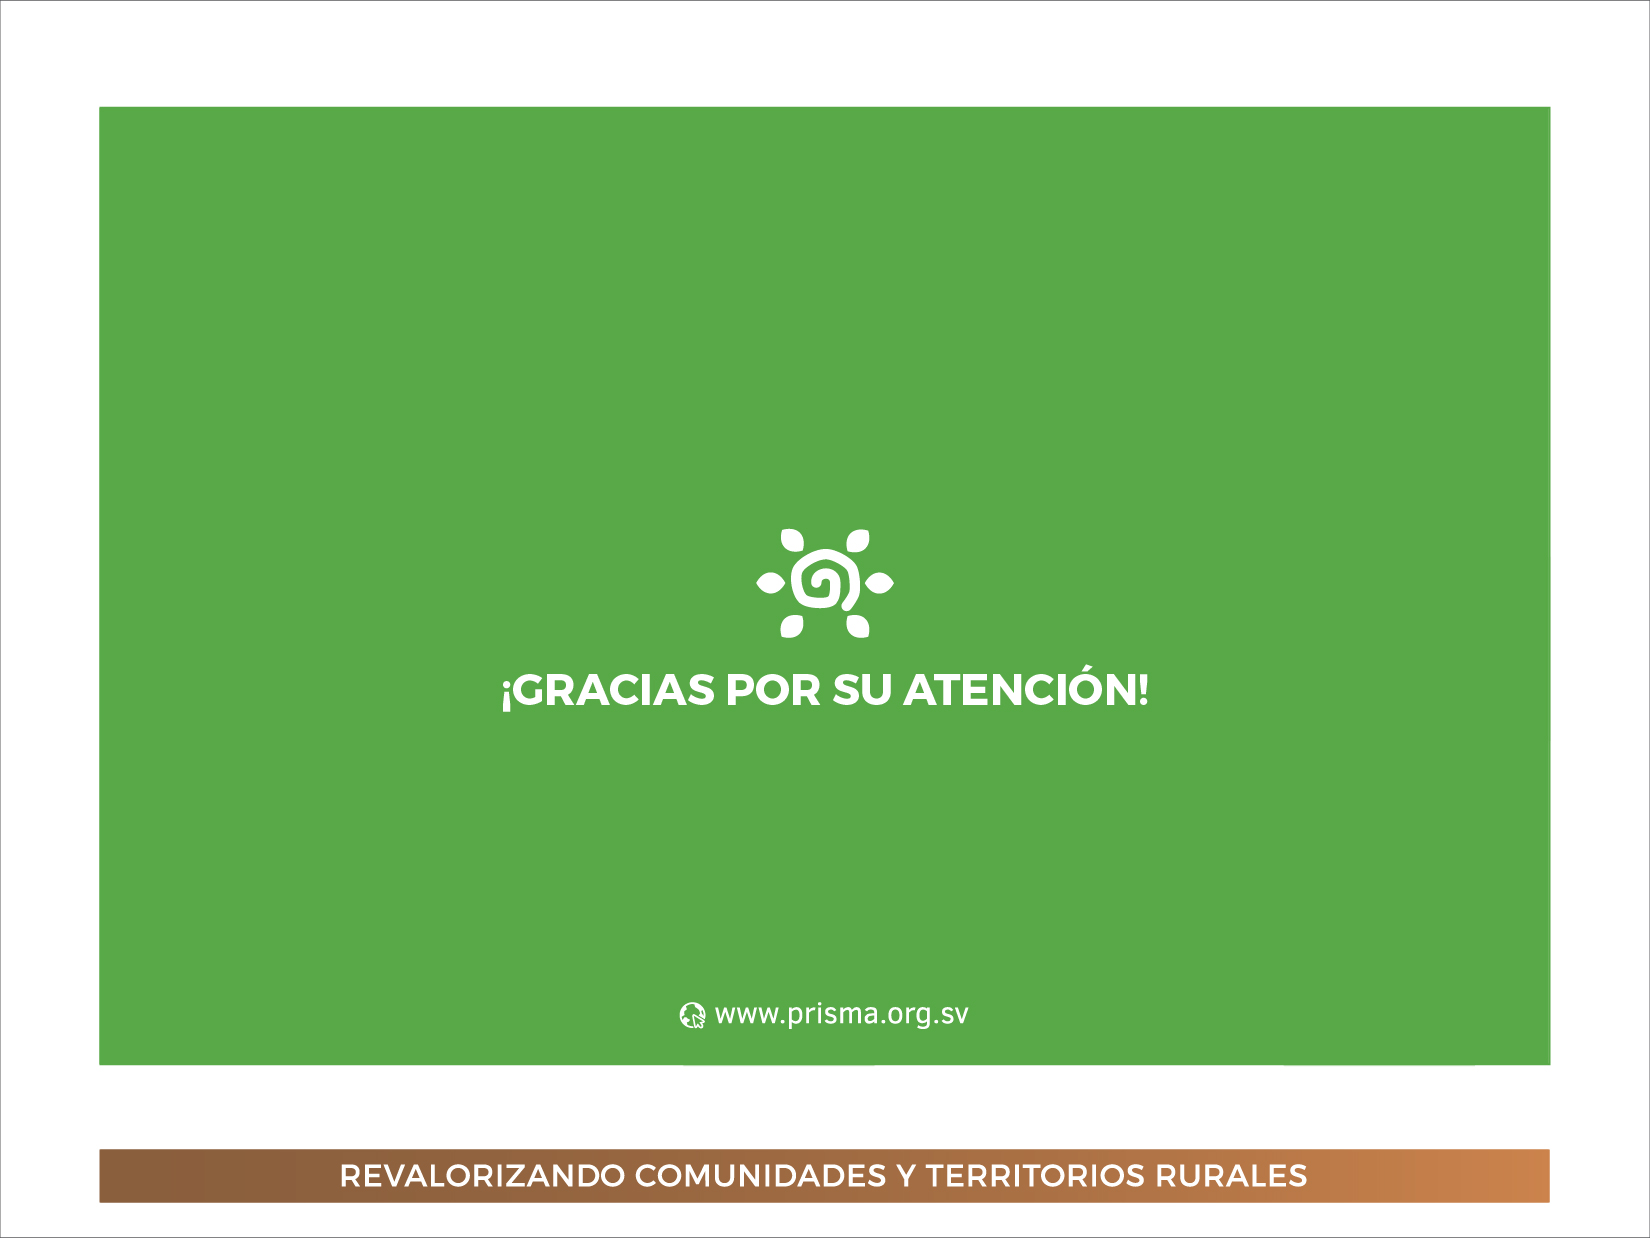 ¡GRACIAS POR SU ATENCIÓN!
www.prisma.org.sv
REVALORIZANDO COMUNIDADES Y TERRITORIOS RURALES